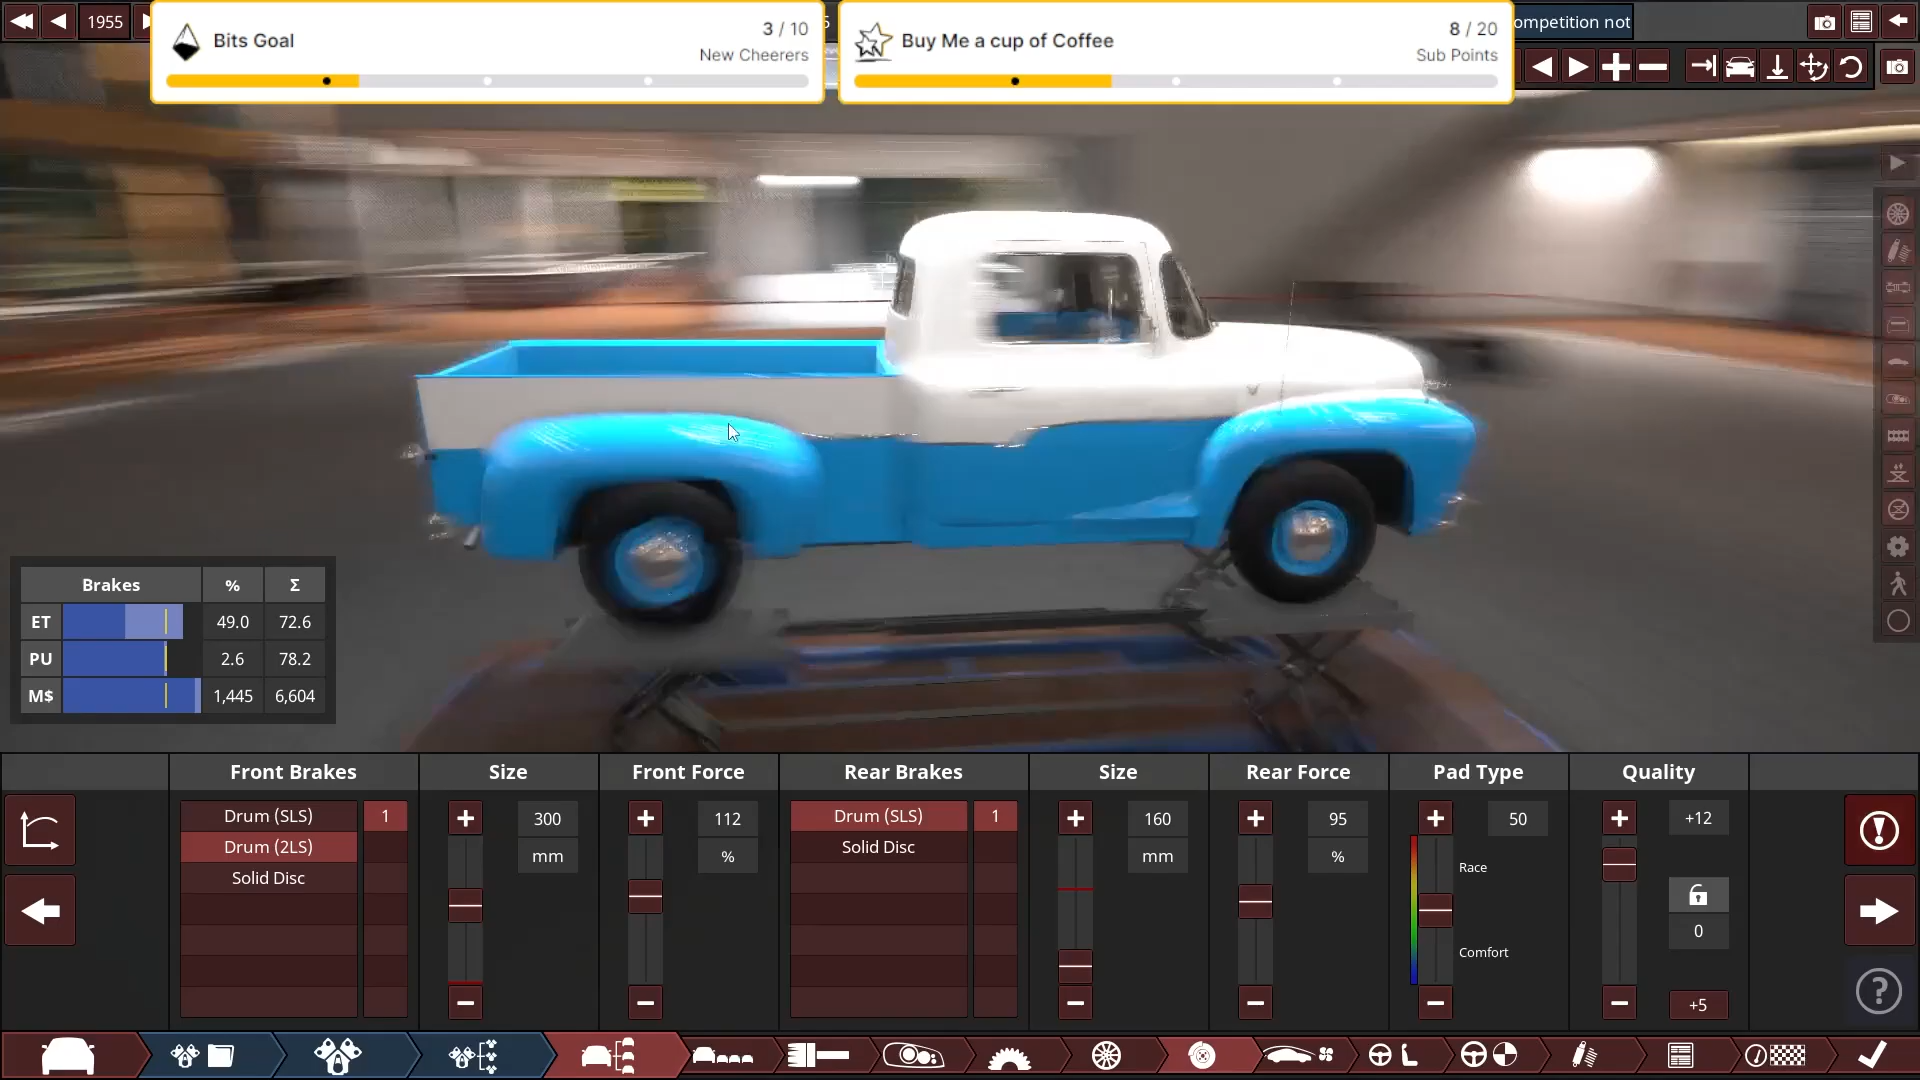 1955
Bits Goal
3 / 10
New Cheerers
5
Buy Me a cup of Coffee
8 / 20
Sub Points
ompetition not
Brakes % Σ
ET 49.0 72.6
PU 2.6 78.2
M$ 1,445 6,604
Front Brakes
Drum (SLS) 1
Drum (2LS)
Solid Disc
Size
300
mm
Front Force
112
%
Rear Brakes
Drum (SLS) 1
Solid Disc
Size
160
mm
Rear Force
95
%
Pad Type
50
Race
Comfort
Quality
+12
0
+5